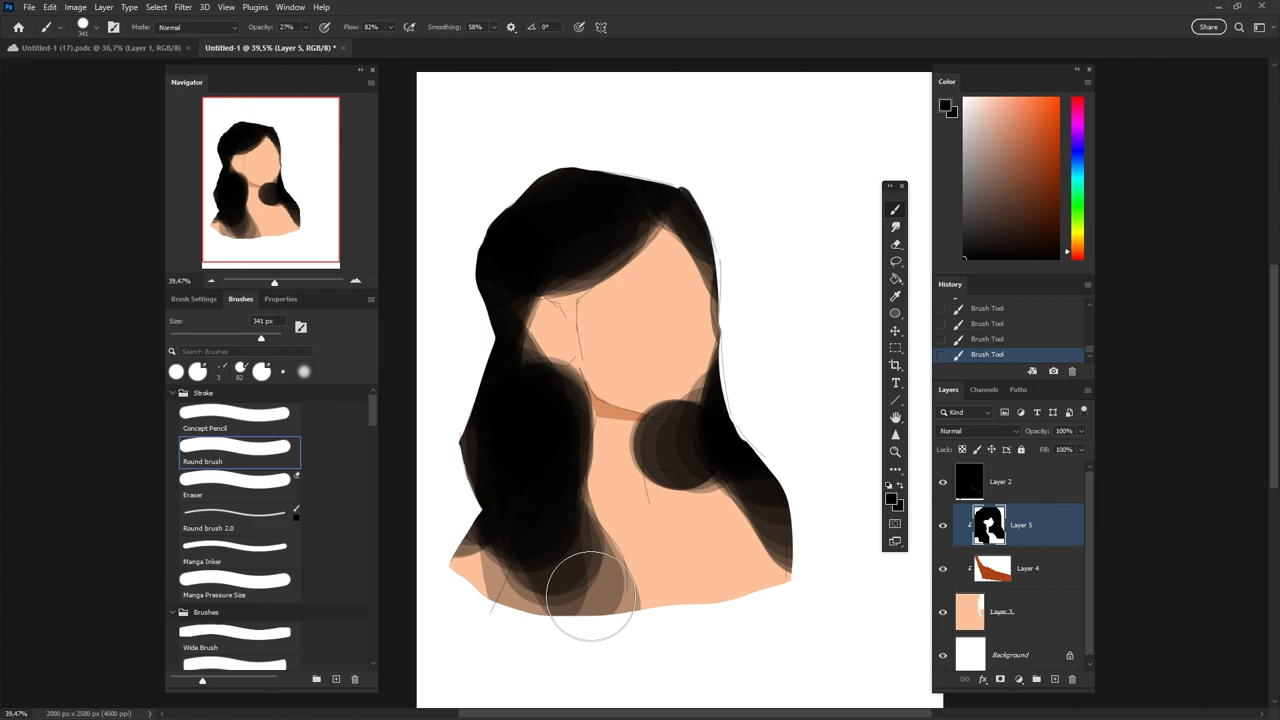 Ps File Edit Image Layer Type Select Filter 3D View Plugins Window Help
341 Mode: Normal Opacity: 27% Flow: 82% Smoothing: 58% 0° Share
Untitled-1 (17).psdc @ 36,7% (Layer 1, RGB/8) × Untitled-1 @ 39,5% (Layer 5, RGB/8) * ×
Navigator
39,47%
Brush Settings Brushes Properties
Size: 341 px
Search Brushes
3 82
Stroke
Concept Pencil
Round brush
Eraser
Round brush 2.0
Manga Inker
Manga Pressure Size
Brushes
Wide Brush
Color
History
Brush Tool
Brush Tool
Brush Tool
Brush Tool
Layers Channels Paths
Kind
Normal Opacity: 100%
Lock: Fill: 100%
Layer 2
Layer 5
Layer 4
Layer 3
Background
39,47% 2000 px x 2500 px (4000 ppi)